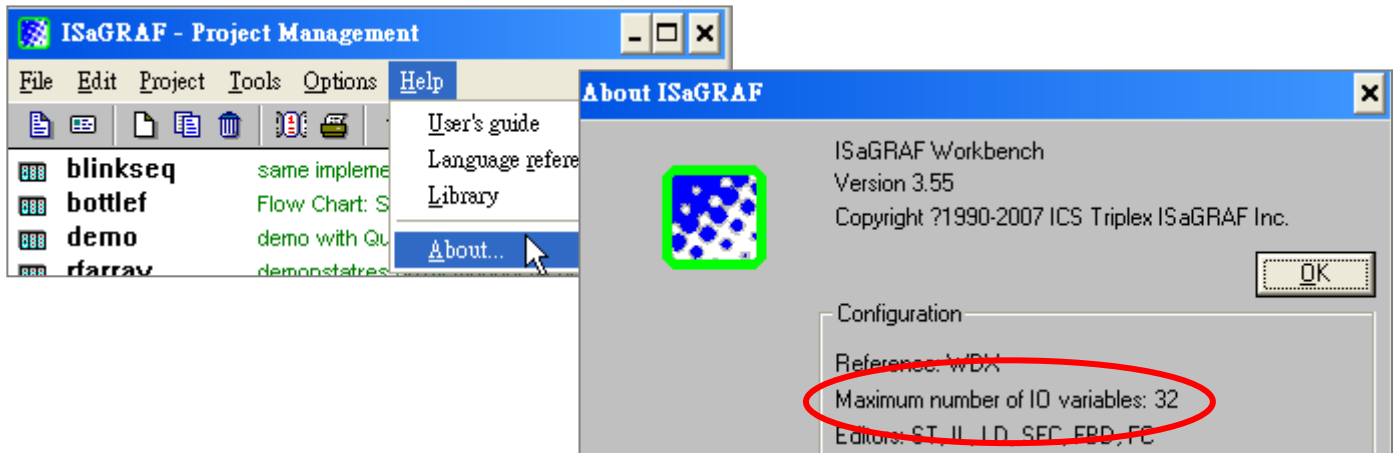 ISaGRAF - Project Management
File Edit Project Tools Options Help
User's guide
Language refere
Library
About...
blinkseq same impleme
bottlef Flow Chart: S
demo demo with Qu
rfarray demonstatres
About ISaGRAF
ISaGRAF Workbench
Version 3.55
Copyright ?1990-2007 ICS Triplex ISaGRAF Inc.
OK
Configuration
Reference: WDX
Maximum number of IO variables: 32
Editors: ST, IL, LD, SFC, FBD, FC